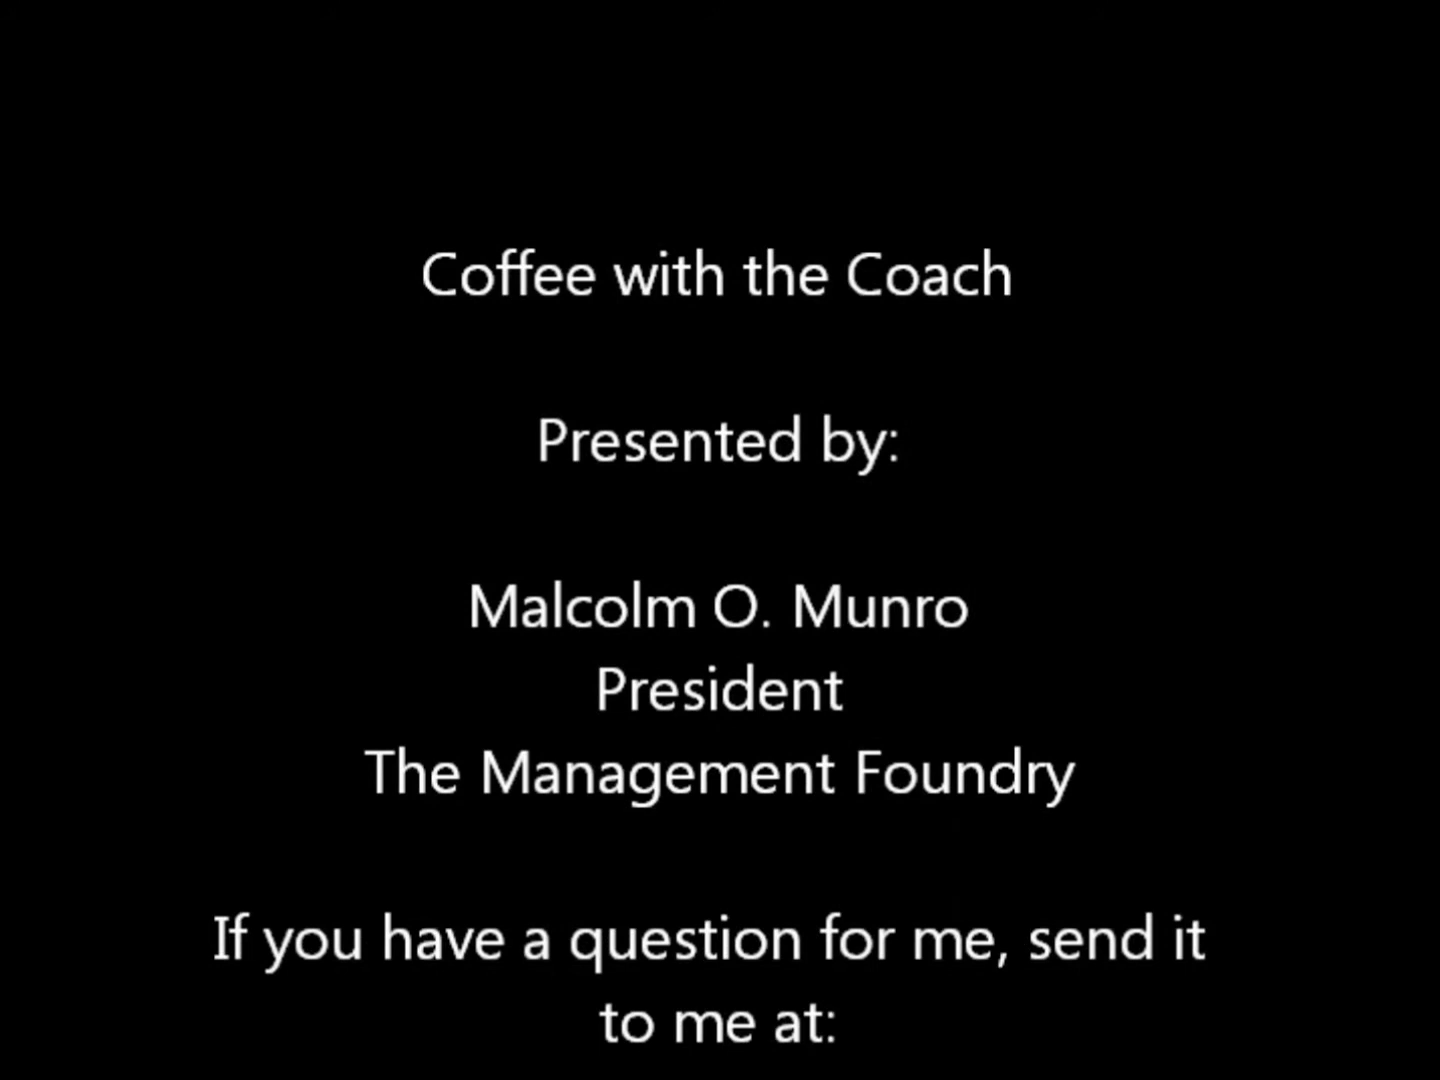 Coffee with the Coach
Presented by:
Malcolm O. Munro
President
The Management Foundry
If you have a question for me, send it
to me at: